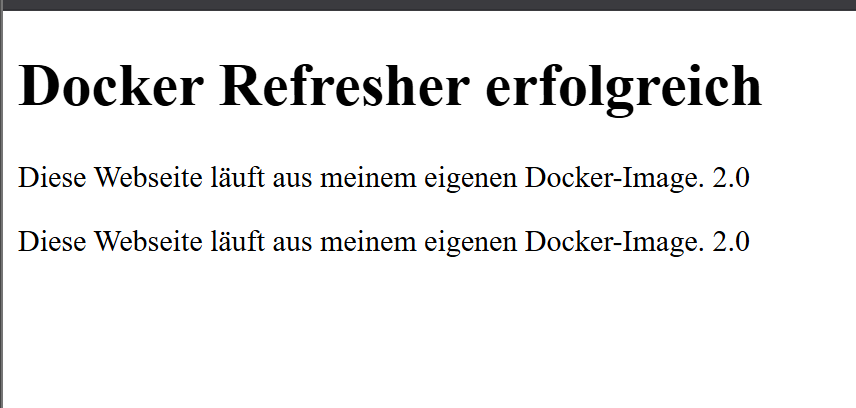 Docker Refresher erfolgreich
Diese Webseite läuft aus meinem eigenen Docker-Image. 2.0
Diese Webseite läuft aus meinem eigenen Docker-Image. 2.0